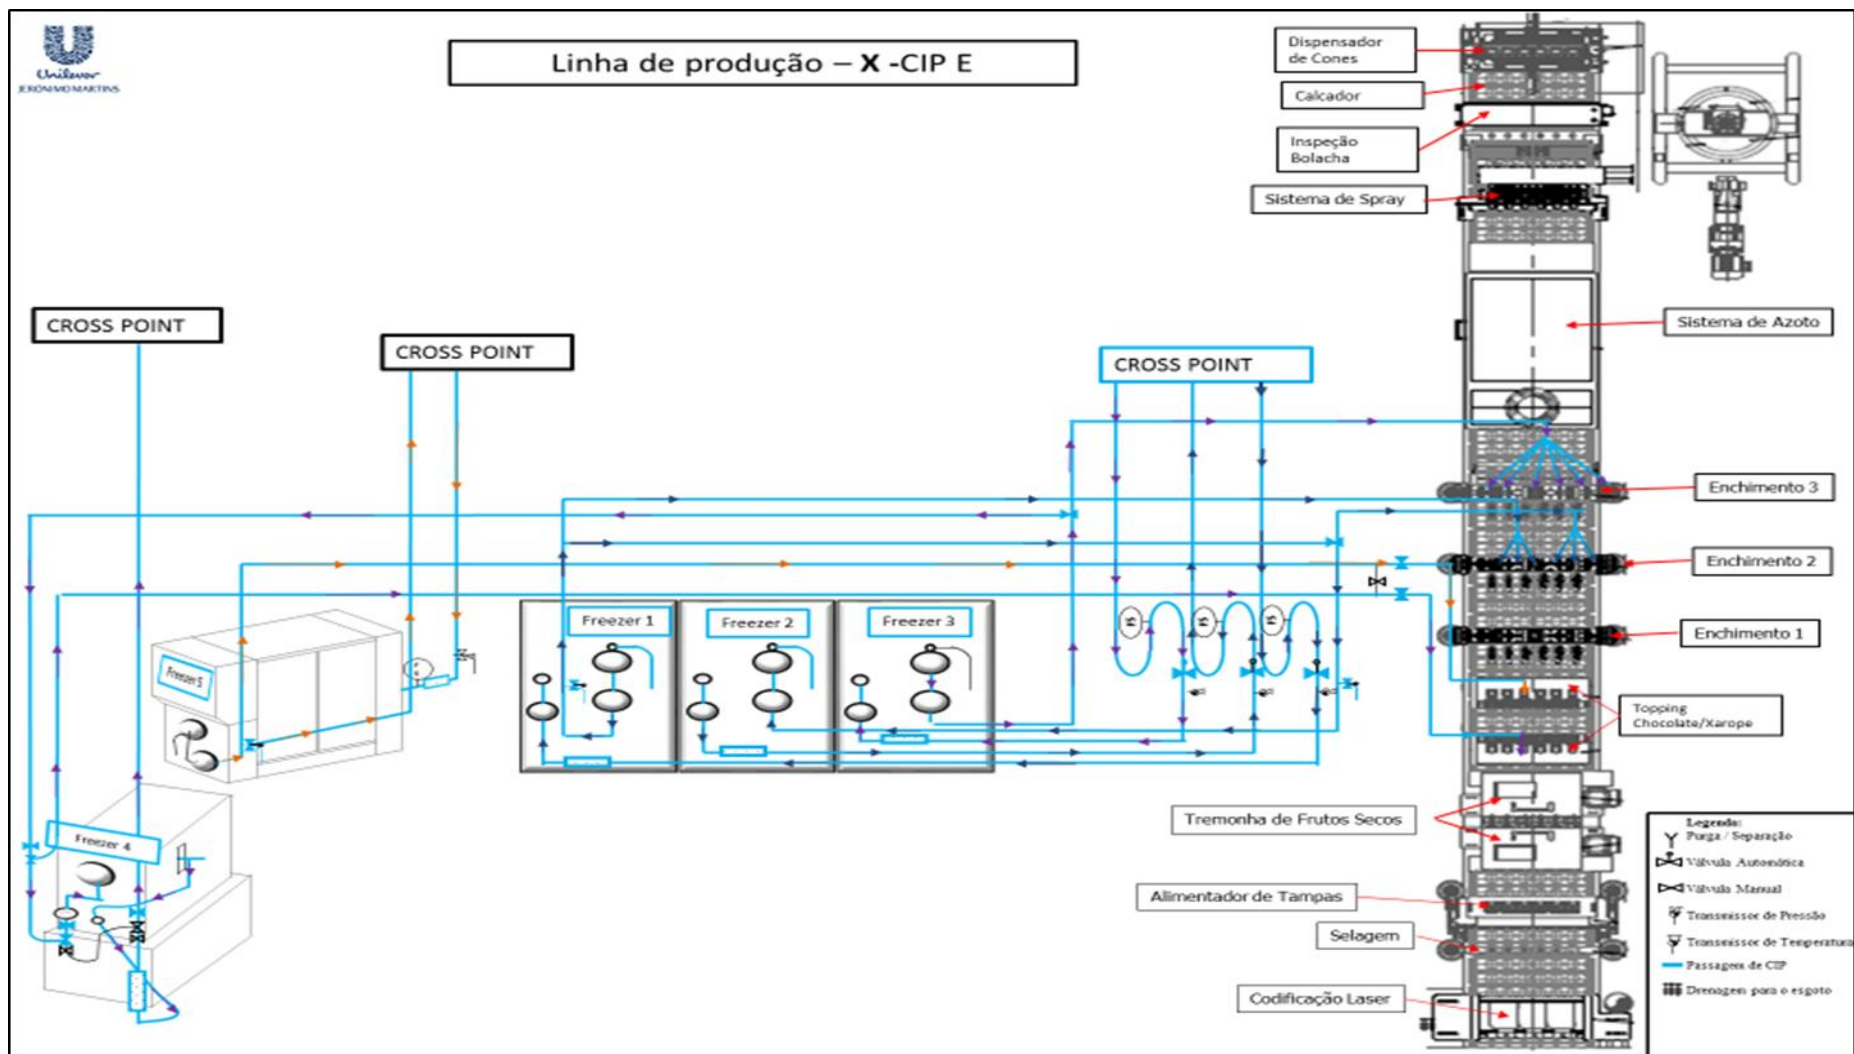 Unilever
JERÓNIMO MARTINS
Linha de produção – X -CIP E
Dispensador
de Cones
Calcador
Inspeção
Bolacha
Sistema de Spray
Sistema de Azoto
CROSS POINT
CROSS POINT
CROSS POINT
Enchimento 3
Enchimento 2
Enchimento 1
Freezer 1
Freezer 2
Freezer 3
Freezer 5
Freezer 4
Topping
Chocolate/Xarope
Tremonha de Frutos Secos
Alimentador de Tampas
Selagem
Codificação Laser
Legenda:
Purga / Separação
Válvula Automática
Válvula Manual
Transmissor de Pressão
Transmissor de Temperatura
Passagem de CIP
Drenagem para o esgoto